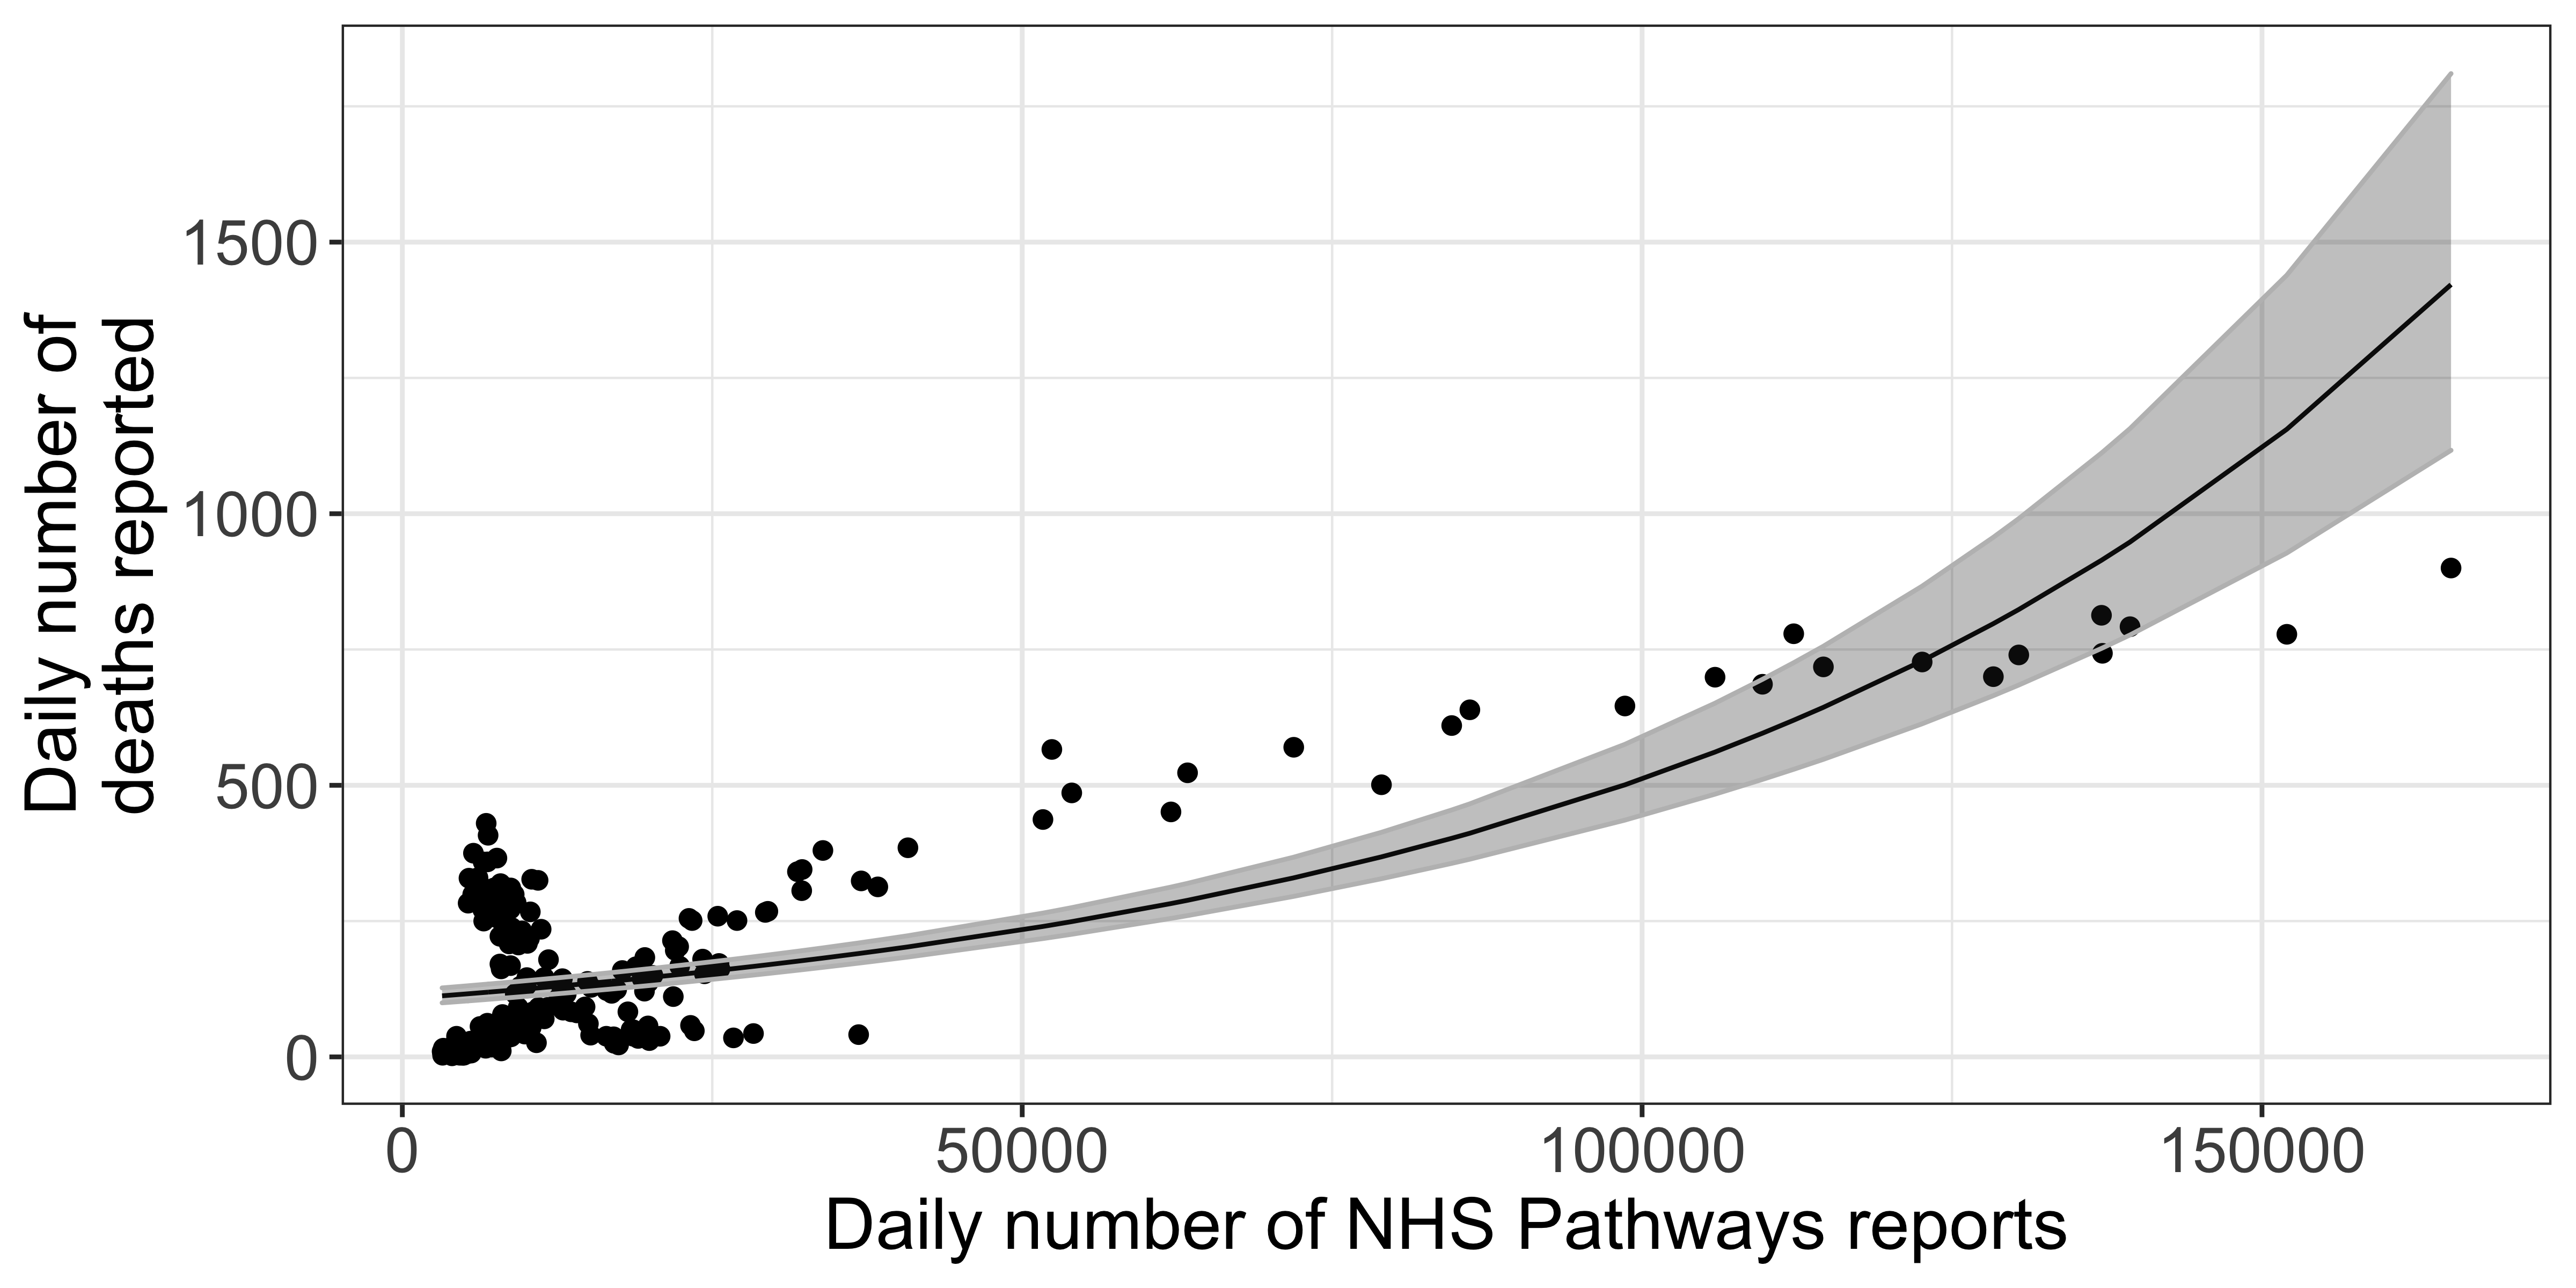 Daily number of
deaths reported
1500
1000
500
0
0 50000 100000 150000
Daily number of NHS Pathways reports